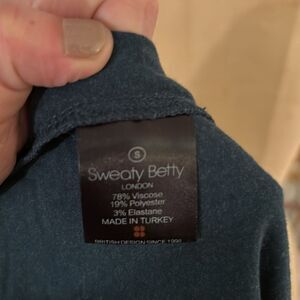 S
Sweaty Betty
LONDON
78% Viscose
19% Polyester
3% Elastane
MADE IN TURKEY
BRITISH DESIGN SINCE 1998